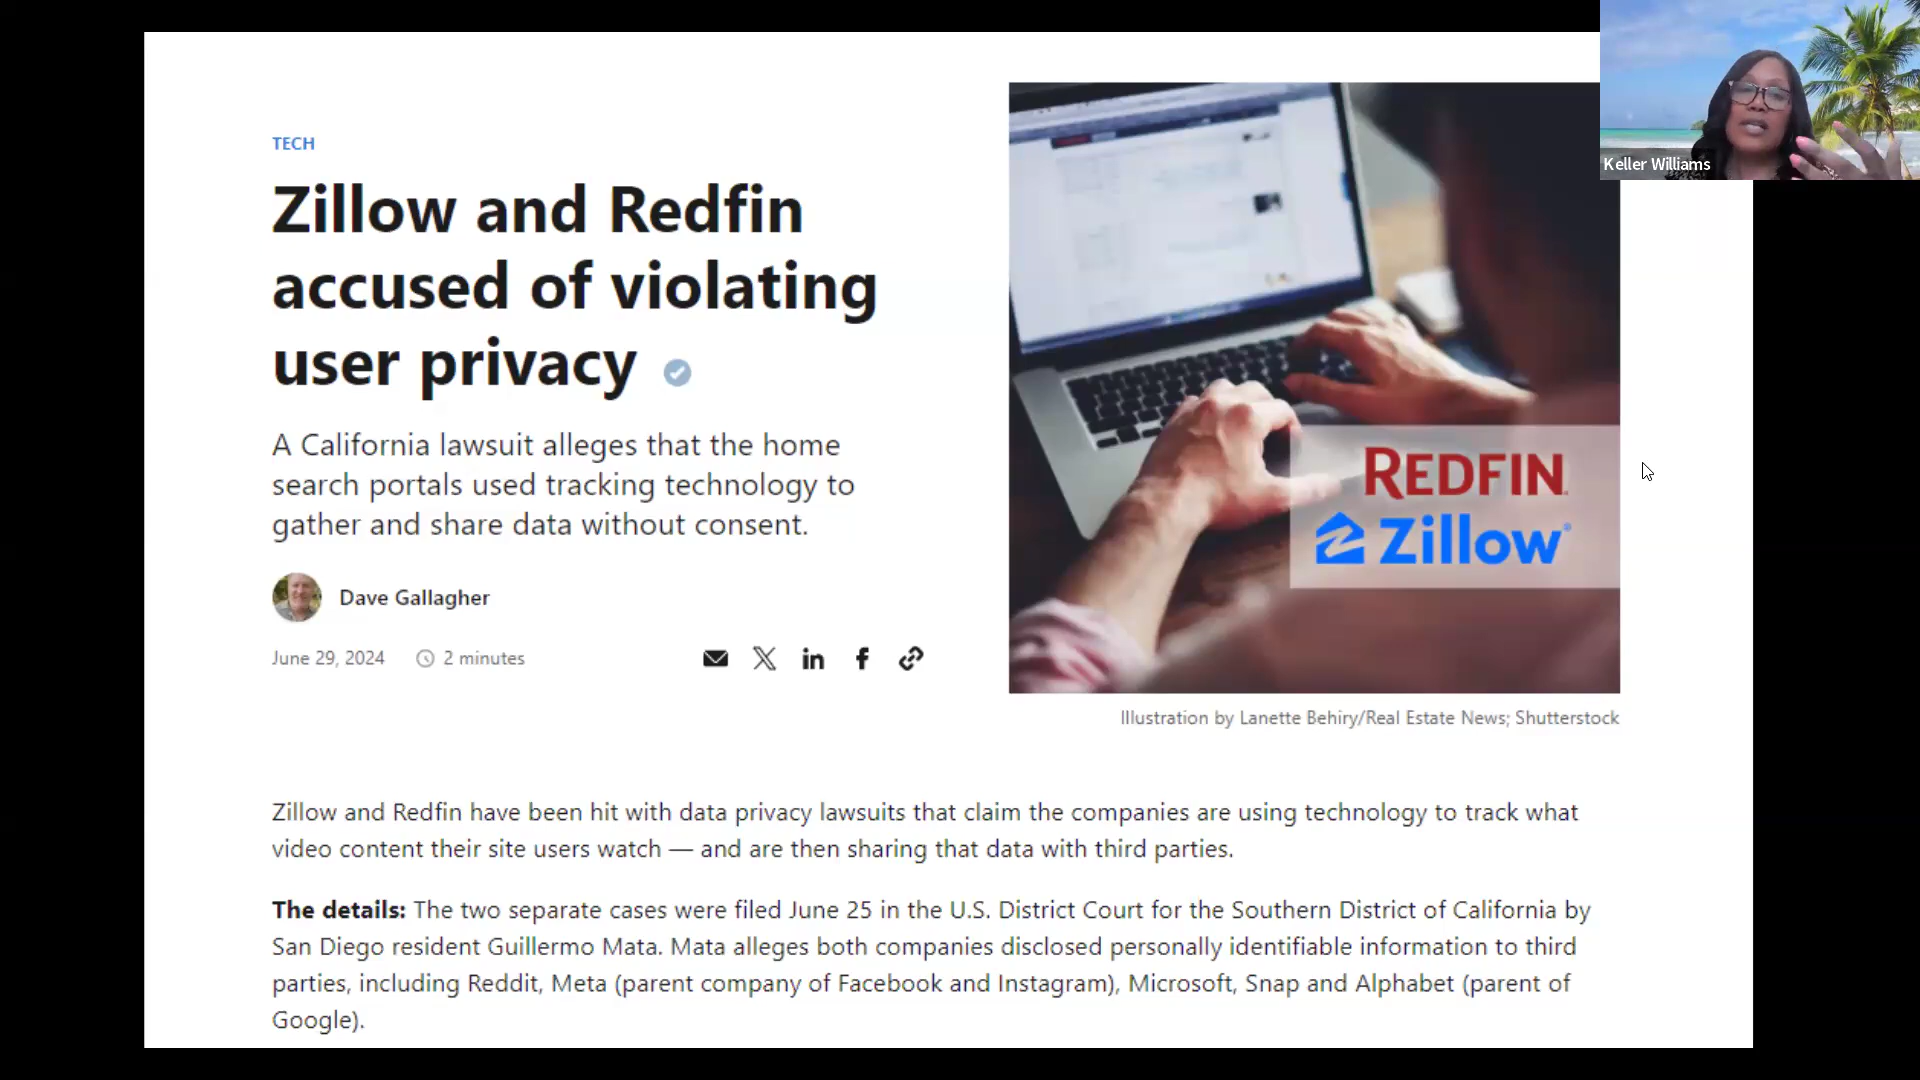 TECH
Zillow and Redfin
accused of violating
user privacy
A California lawsuit alleges that the home
search portals used tracking technology to
gather and share data without consent.
Dave Gallagher
June 29, 2024 2 minutes
REDFIN
Zillow®
Illustration by Lanette Behiry/Real Estate News; Shutterstock
Keller Williams
Zillow and Redfin have been hit with data privacy lawsuits that claim the companies are using technology to track what
video content their site users watch — and are then sharing that data with third parties.
The details: The two separate cases were filed June 25 in the U.S. District Court for the Southern District of California by
San Diego resident Guillermo Mata. Mata alleges both companies disclosed personally identifiable information to third
parties, including Reddit, Meta (parent company of Facebook and Instagram), Microsoft, Snap and Alphabet (parent of
Google).